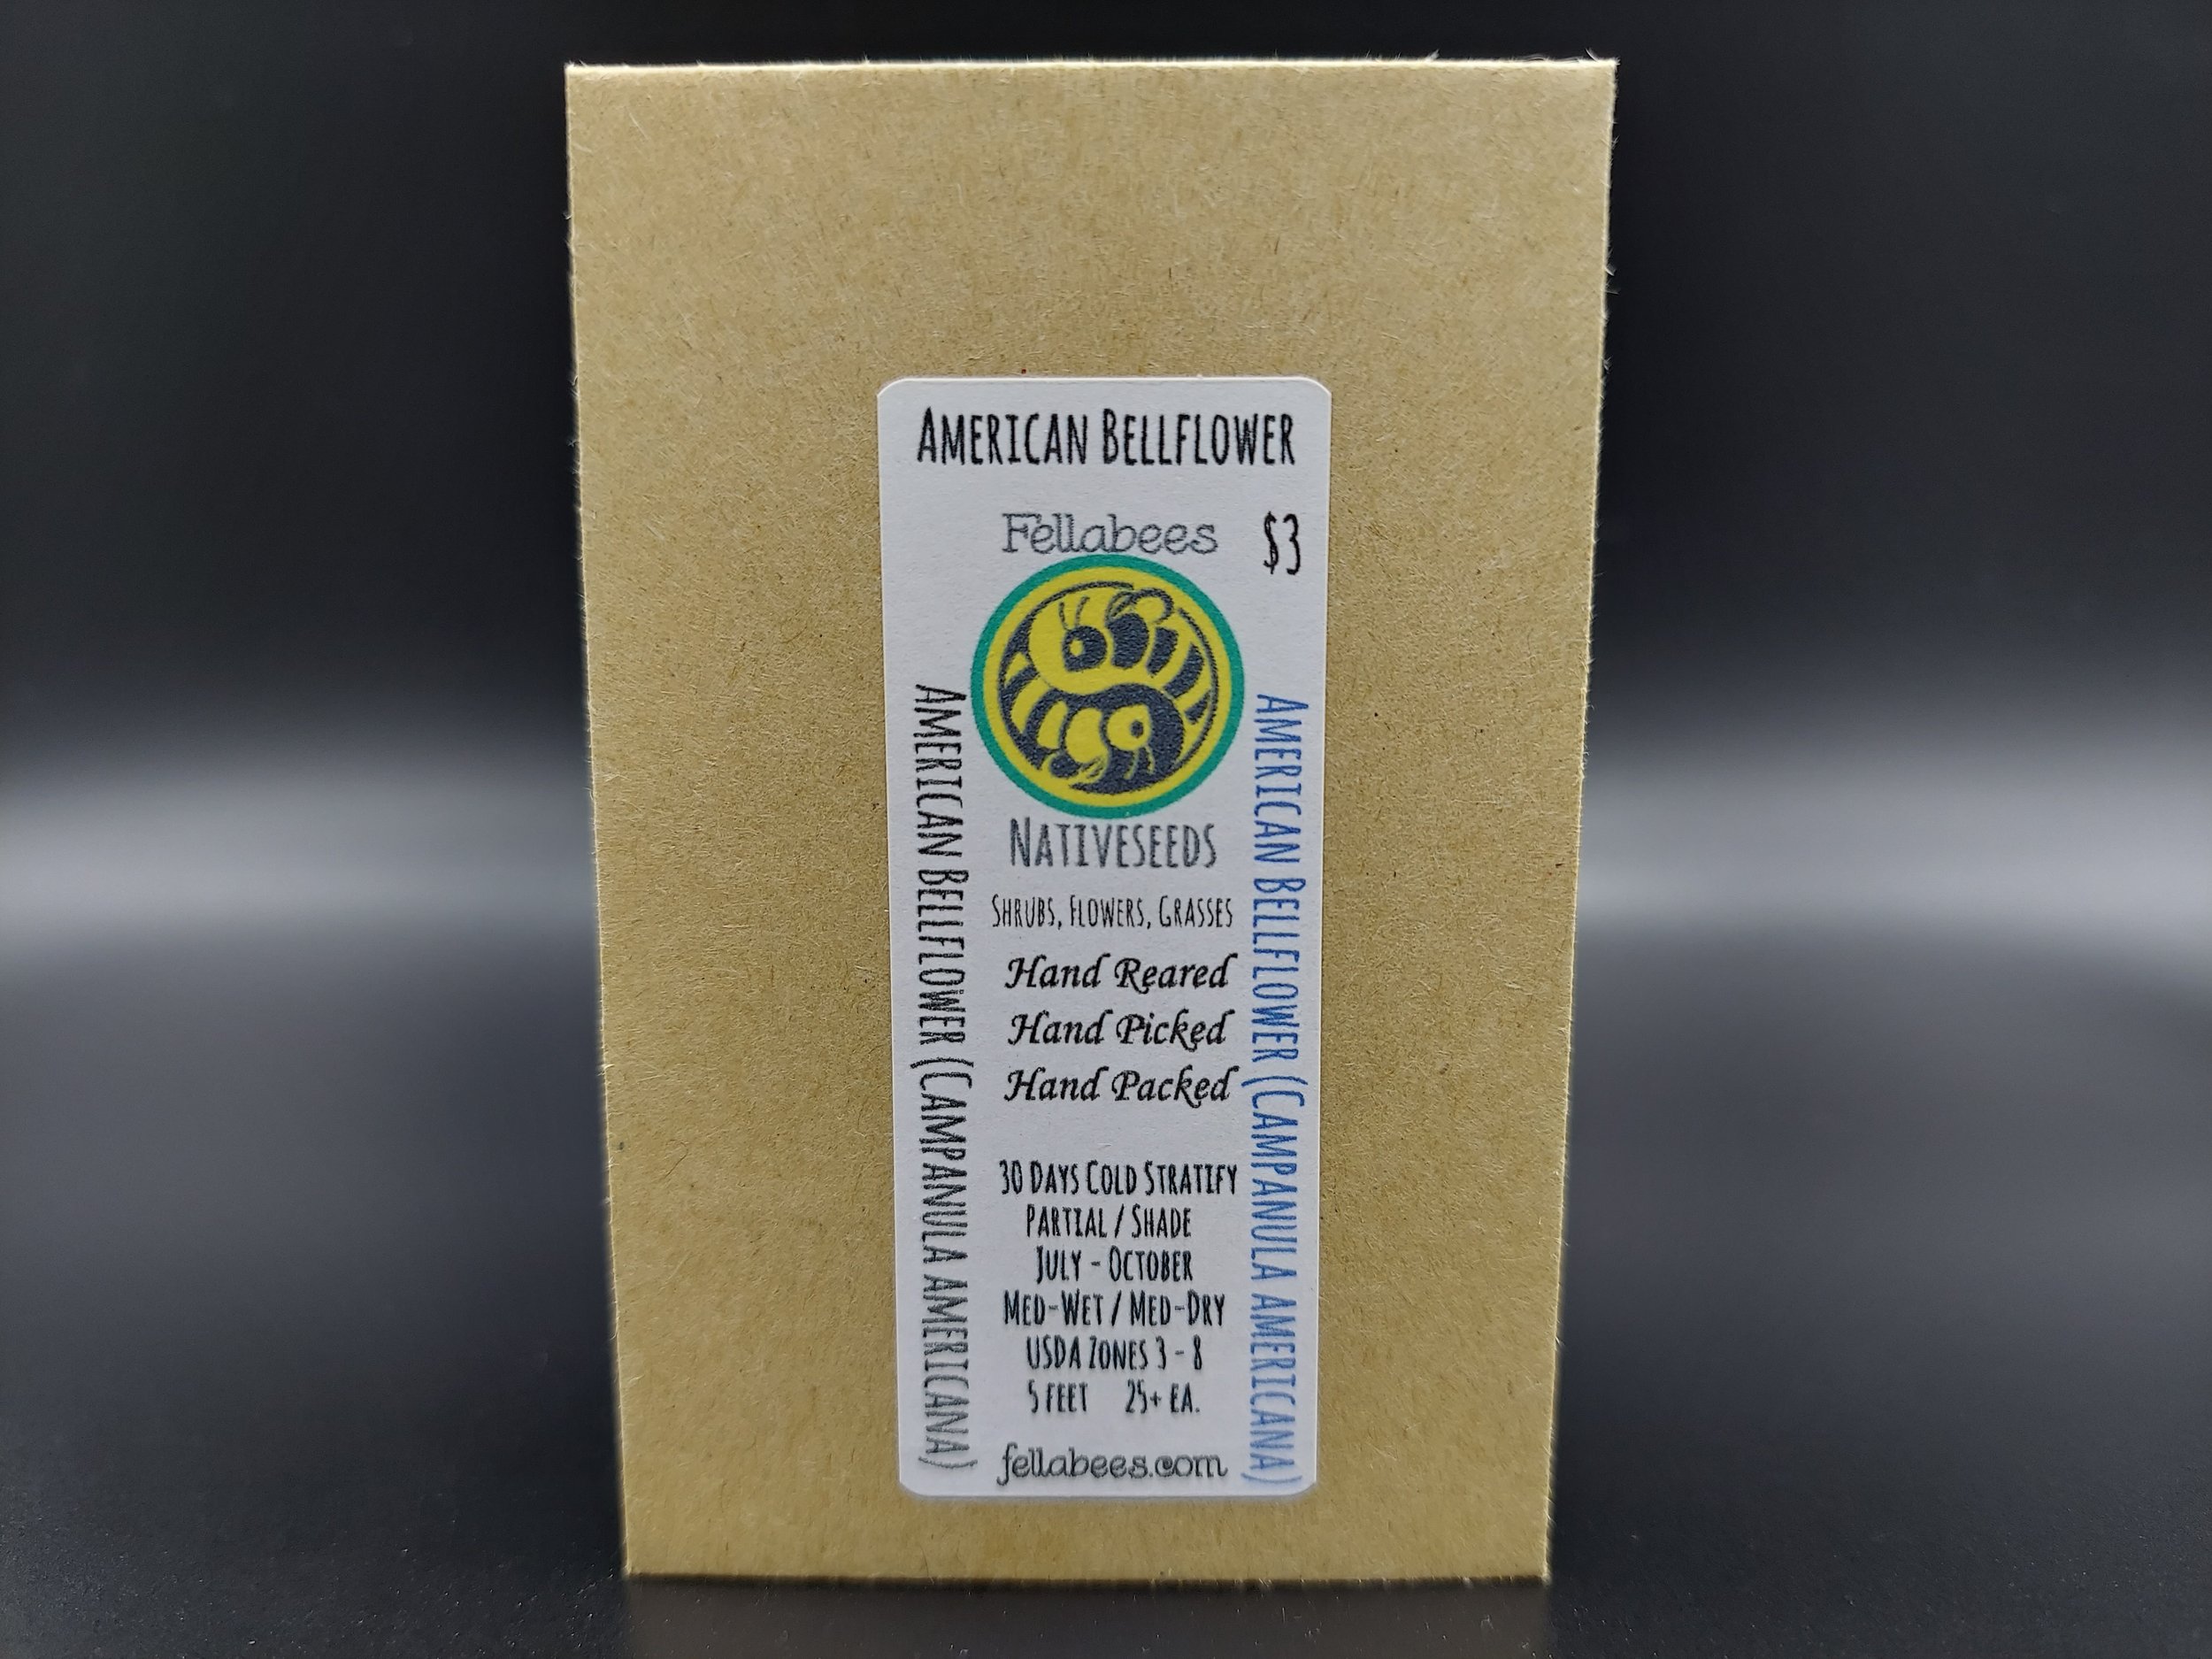 American Bellflower
Fellabees
$3
Nativeseeds
Shrubs, Flowers, Grasses
Hand Reared
Hand Picked
Hand Packed
30 Days Cold Stratify
Partial / Shade
July - October
Med-Wet / Med-Dry
USDA Zones 3 - 8
5 feet 25+ ea.
fellabees.com
American Bellflower (Campanula americana)
American Bellflower (Campanula americana)